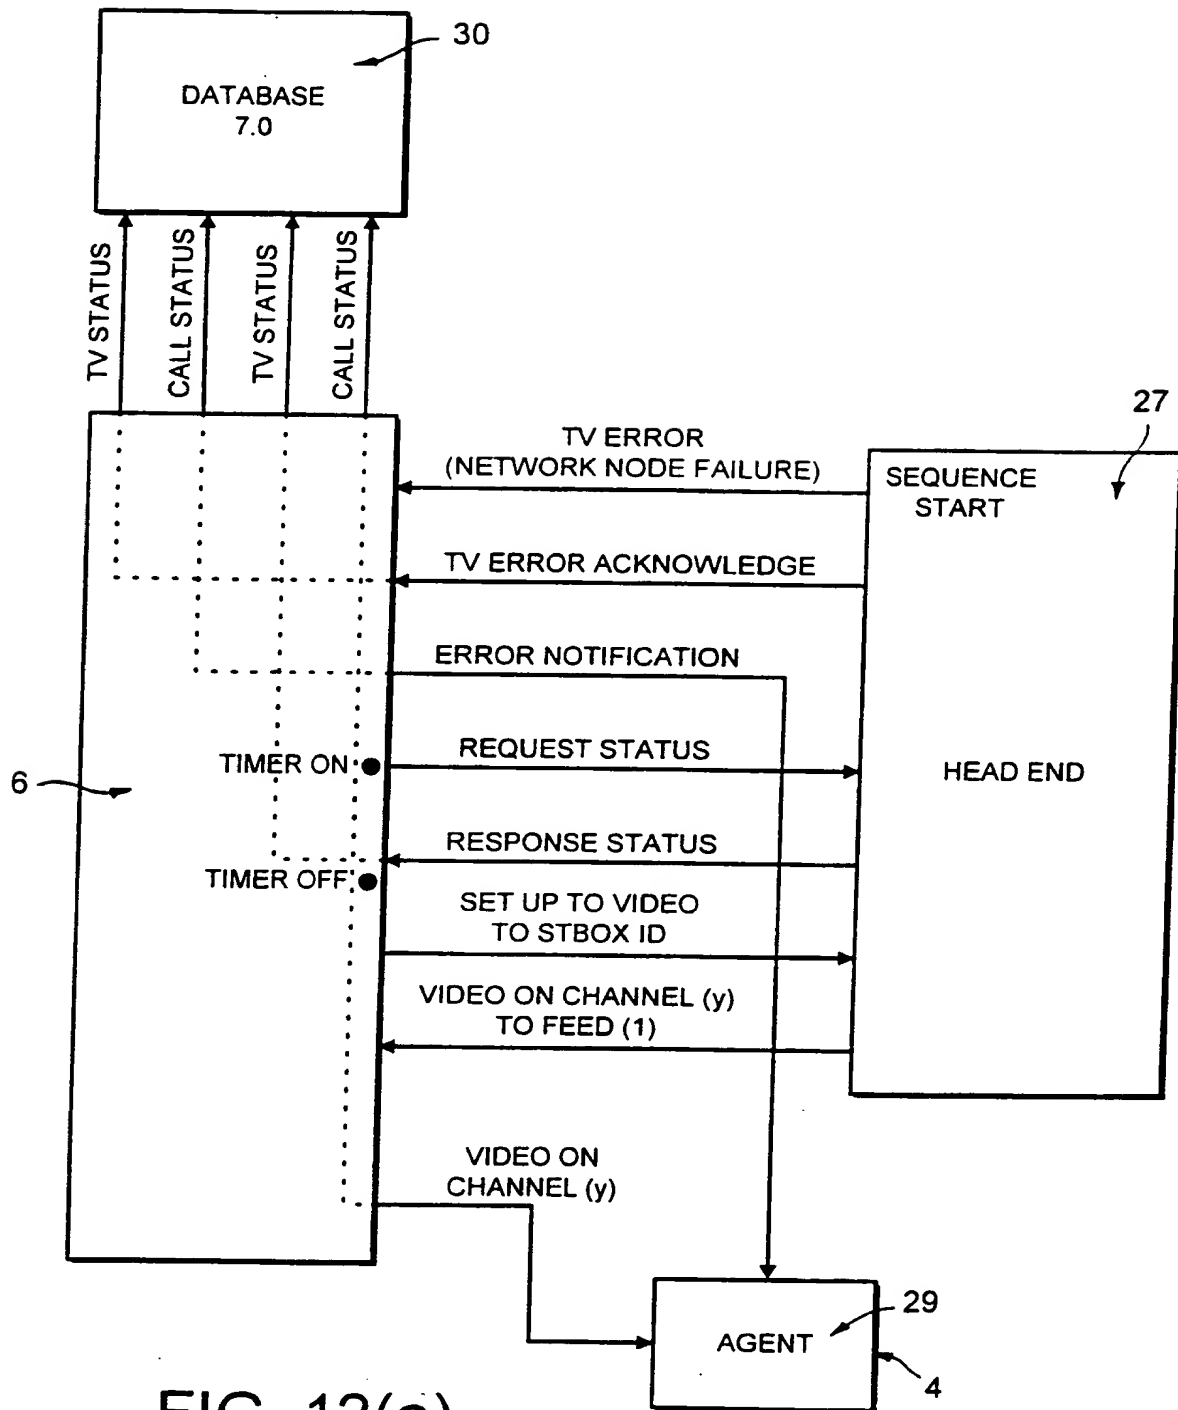 30
DATABASE
7.0
TV STATUS
CALL STATUS
TV STATUS
CALL STATUS
27
TV ERROR
(NETWORK NODE FAILURE)
SEQUENCE
START
TV ERROR ACKNOWLEDGE
ERROR NOTIFICATION
TIMER ON
REQUEST STATUS
HEAD END
6
RESPONSE STATUS
TIMER OFF
SET UP TO VIDEO
TO STBOX ID
VIDEO ON CHANNEL (y)
TO FEED (1)
VIDEO ON
CHANNEL (y)
29
AGENT
4